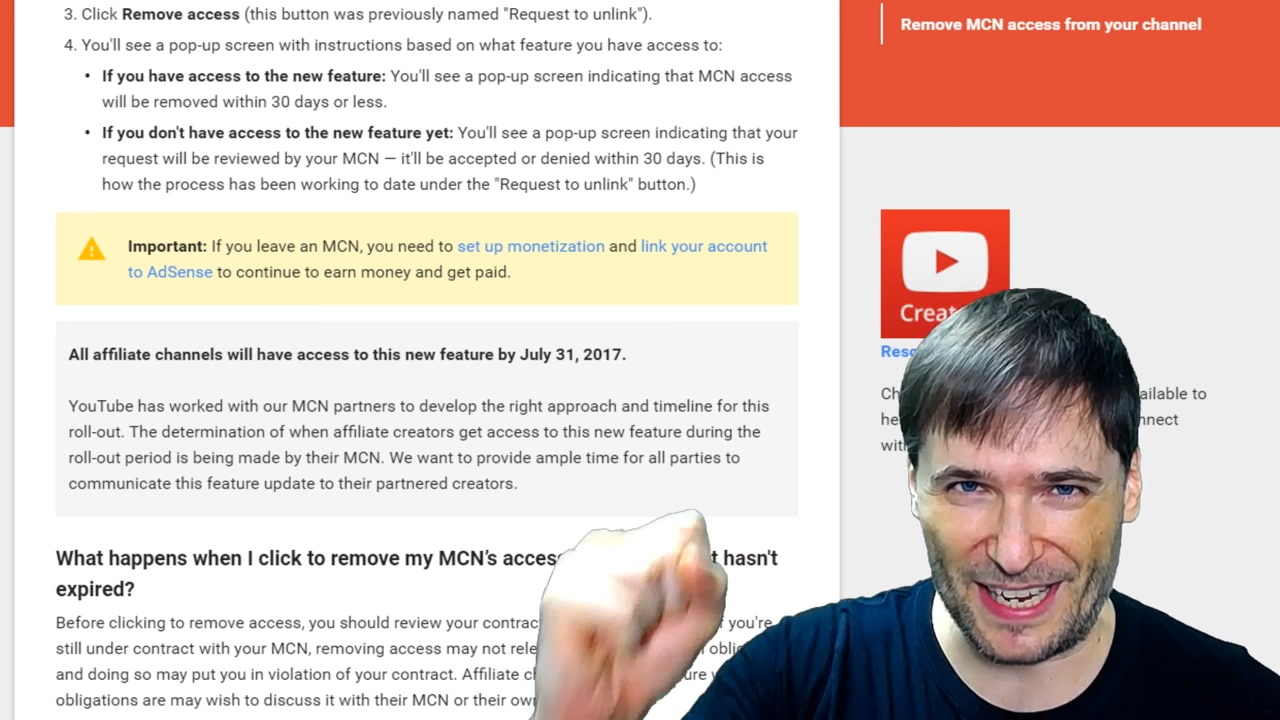 3. Click Remove access (this button was previously named "Request to unlink").
4. You'll see a pop-up screen with instructions based on what feature you have access to:
• If you have access to the new feature: You'll see a pop-up screen indicating that MCN access
will be removed within 30 days or less.
• If you don't have access to the new feature yet: You'll see a pop-up screen indicating that your
request will be reviewed by your MCN — it'll be accepted or denied within 30 days. (This is
how the process has been working to date under the "Request to unlink" button.)
Important: If you leave an MCN, you need to set up monetization and link your account
to AdSense to continue to earn money and get paid.
All affiliate channels will have access to this new feature by July 31, 2017.
YouTube has worked with our MCN partners to develop the right approach and timeline for this
roll-out. The determination of when affiliate creators get access to this new feature during the
roll-out period is being made by their MCN. We want to provide ample time for all parties to
communicate this feature update to their partnered creators.
What happens when I click to remove my MCN's hasn't
expired?
Before clicking to remove access, you should review your you're
still under contract with your MCN, removing access may not
and doing so may put you in violation of your contract. Affiliate
obligations are may wish to discuss it with their MCN or their
Remove MCN access from your channel
to
he